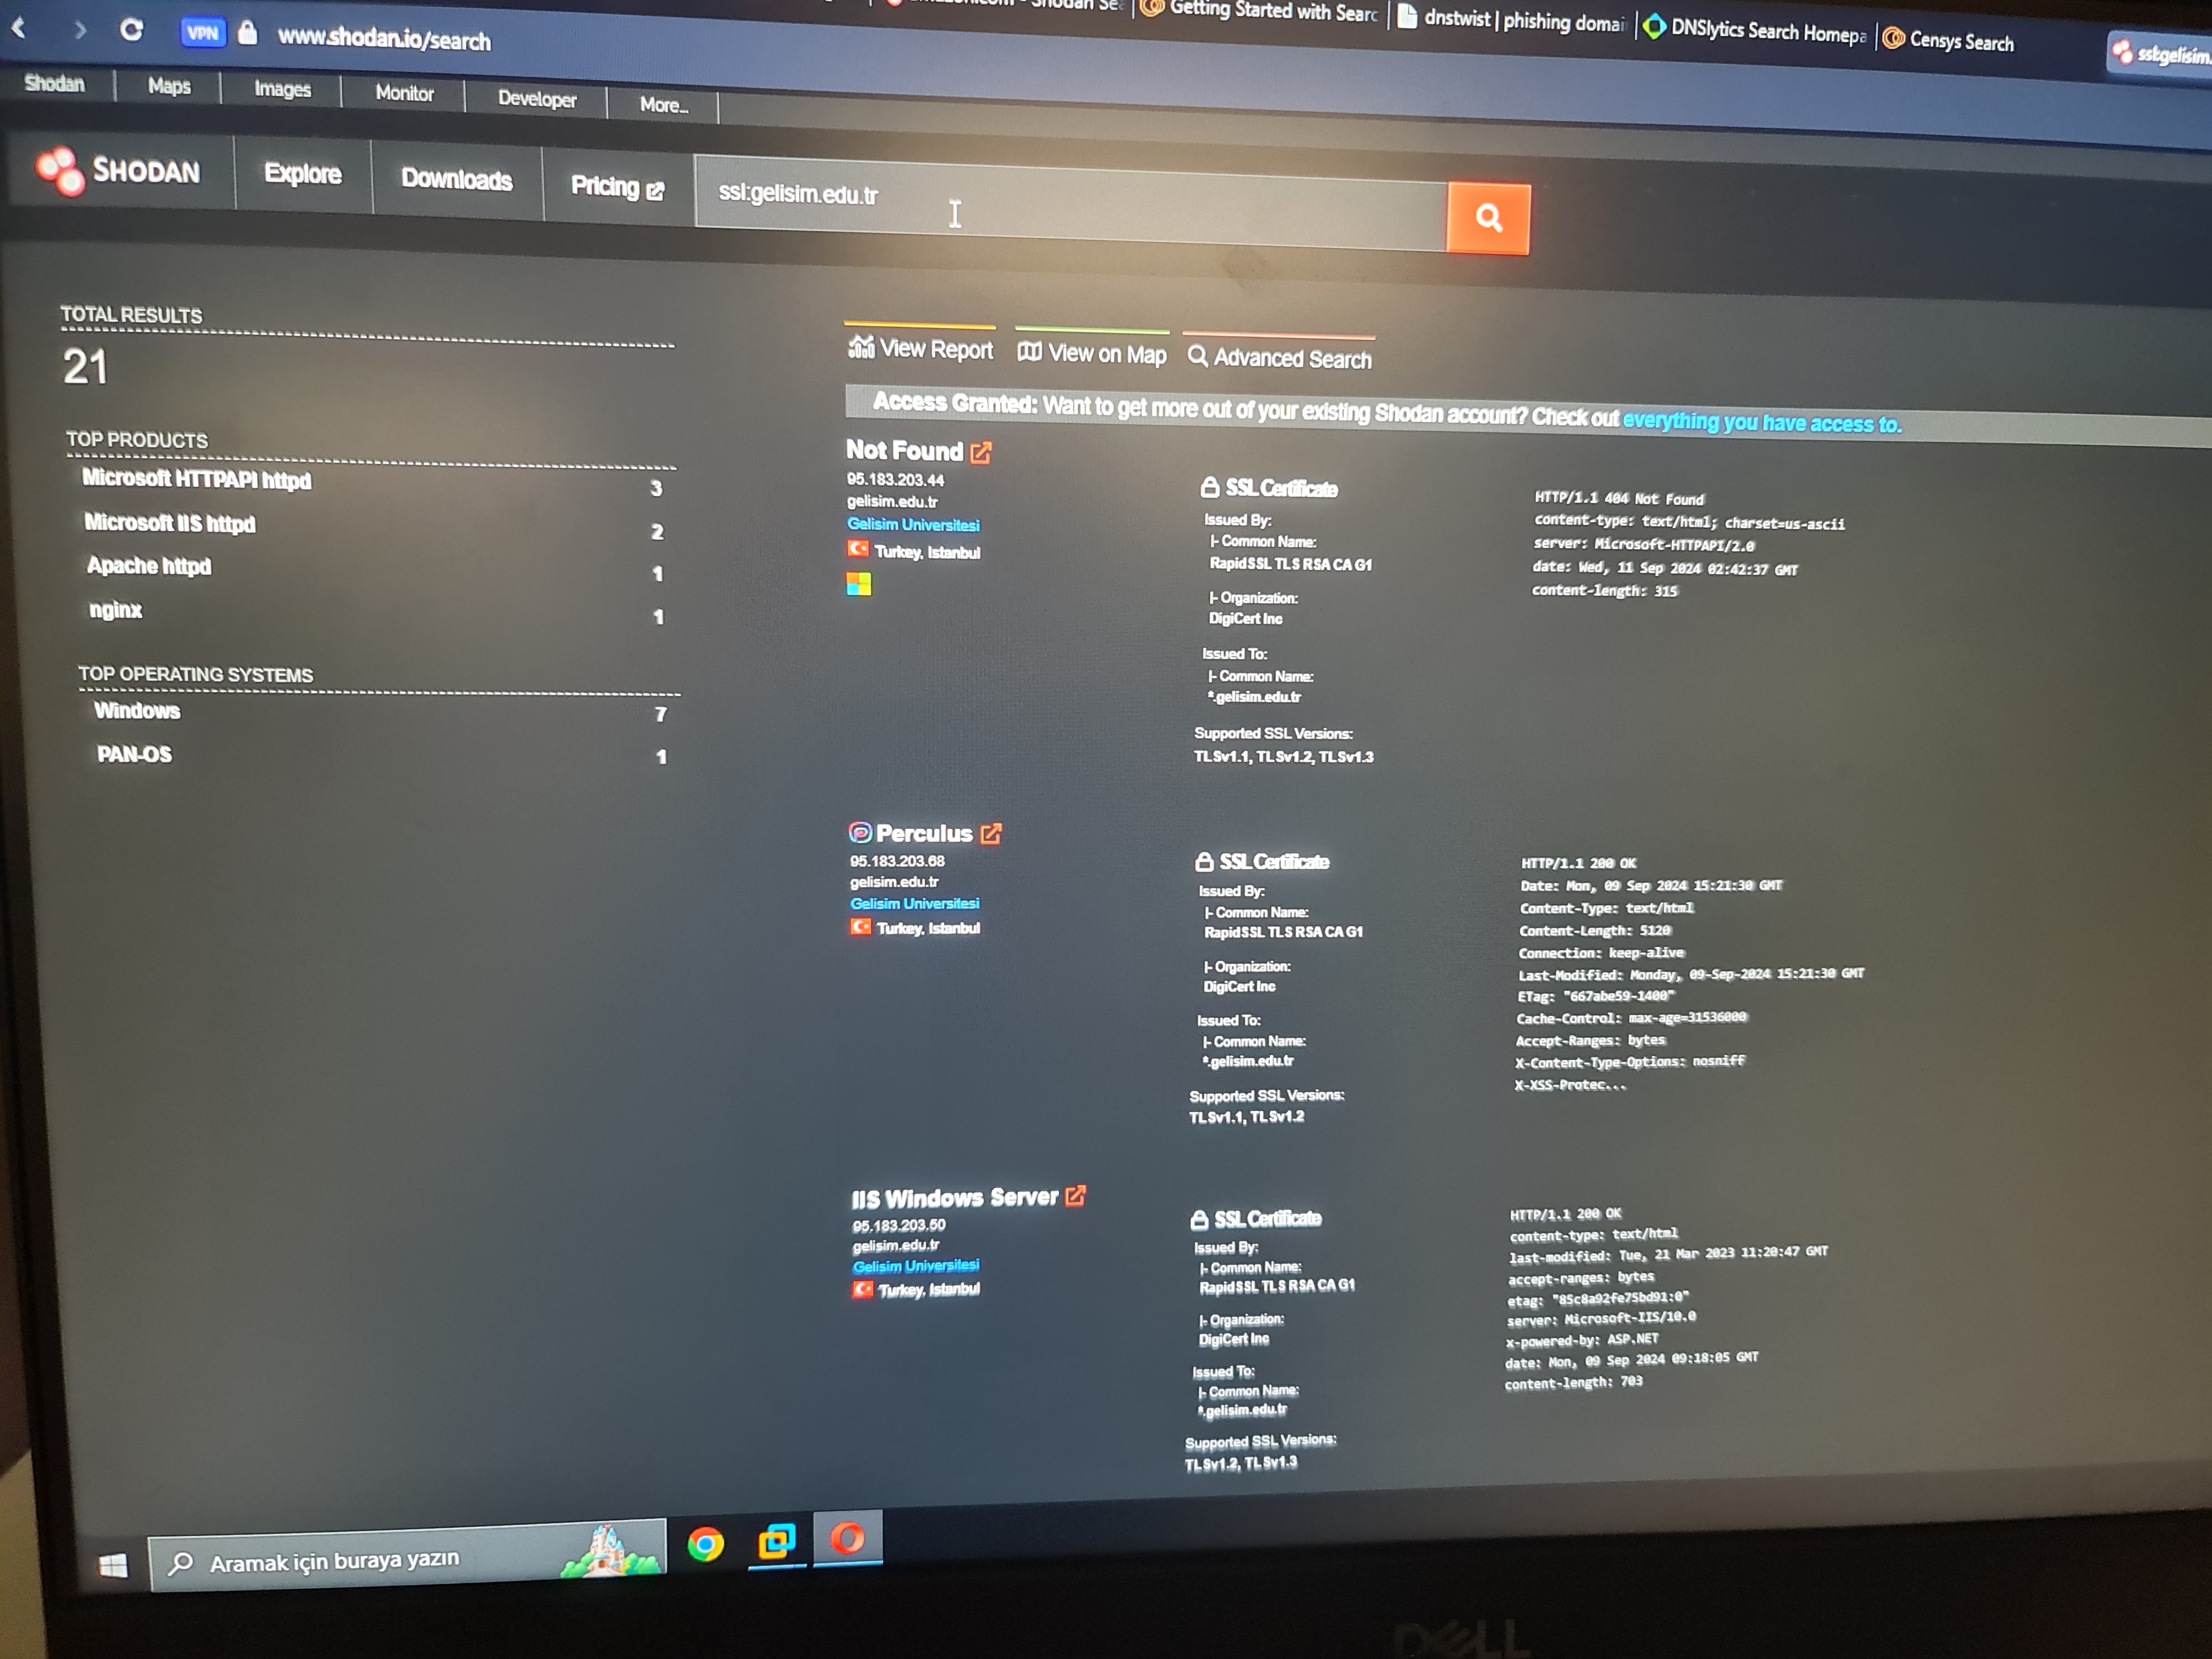 Shodan Se
Getting Started with Searc
dnstwist | phishing domai
DNSlytics Search Homepa
Censys Search
ssl:gelisim.
VPN
www.shodan.io/search
Shodan
Maps
Images
Monitor
Developer
More...
SHODAN
Explore
Downloads
Pricing
ssl:gelisim.edu.tr
TOTAL RESULTS
21
TOP PRODUCTS
Microsoft HTTPAPI httpd 3
Microsoft IIS httpd 2
Apache httpd 1
nginx 1
TOP OPERATING SYSTEMS
Windows 7
PAN-OS 1
View Report
View on Map
Advanced Search
Access Granted: Want to get more out of your existing Shodan account? Check out everything you have access to.
Not Found
95.183.203.44
gelisim.edu.tr
Gelisim Universitesi
Turkey, Istanbul
SSL Certificate
Issued By:
|- Common Name:
RapidSSL TLS RSA CA G1
|- Organization:
DigiCert Inc
Issued To:
|- Common Name:
*.gelisim.edu.tr
Supported SSL Versions:
TLSv1.1, TLSv1.2, TLSv1.3
HTTP/1.1 404 Not Found
content-type: text/html; charset=us-ascii
server: Microsoft-HTTPAPI/2.0
date: Wed, 11 Sep 2024 02:42:37 GMT
content-length: 315
Perculus
95.183.203.68
gelisim.edu.tr
Gelisim Universitesi
Turkey, Istanbul
SSL Certificate
Issued By:
|- Common Name:
RapidSSL TLS RSA CA G1
|- Organization:
DigiCert Inc
Issued To:
|- Common Name:
*.gelisim.edu.tr
Supported SSL Versions:
TLSv1.1, TLSv1.2
HTTP/1.1 200 OK
Date: Mon, 09 Sep 2024 15:21:30 GMT
Content-Type: text/html
Content-Length: 5120
Connection: keep-alive
Last-Modified: Monday, 09-Sep-2024 15:21:30 GMT
ETag: "667abe59-1400"
Cache-Control: max-age=31536000
Accept-Ranges: bytes
X-Content-Type-Options: nosniff
X-XSS-Protec...
IIS Windows Server
95.183.203.50
gelisim.edu.tr
Gelisim Universitesi
Turkey, Istanbul
SSL Certificate
Issued By:
|- Common Name:
RapidSSL TLS RSA CA G1
|- Organization:
DigiCert Inc
Issued To:
|- Common Name:
*.gelisim.edu.tr
Supported SSL Versions:
TLSv1.2, TLSv1.3
HTTP/1.1 200 OK
content-type: text/html
last-modified: Tue, 21 Mar 2023 11:20:47 GMT
accept-ranges: bytes
etag: "85c8a92fe75bd91:0"
server: Microsoft-IIS/10.0
x-powered-by: ASP.NET
date: Mon, 09 Sep 2024 09:18:05 GMT
content-length: 703
Aramak için buraya yazın
DELL